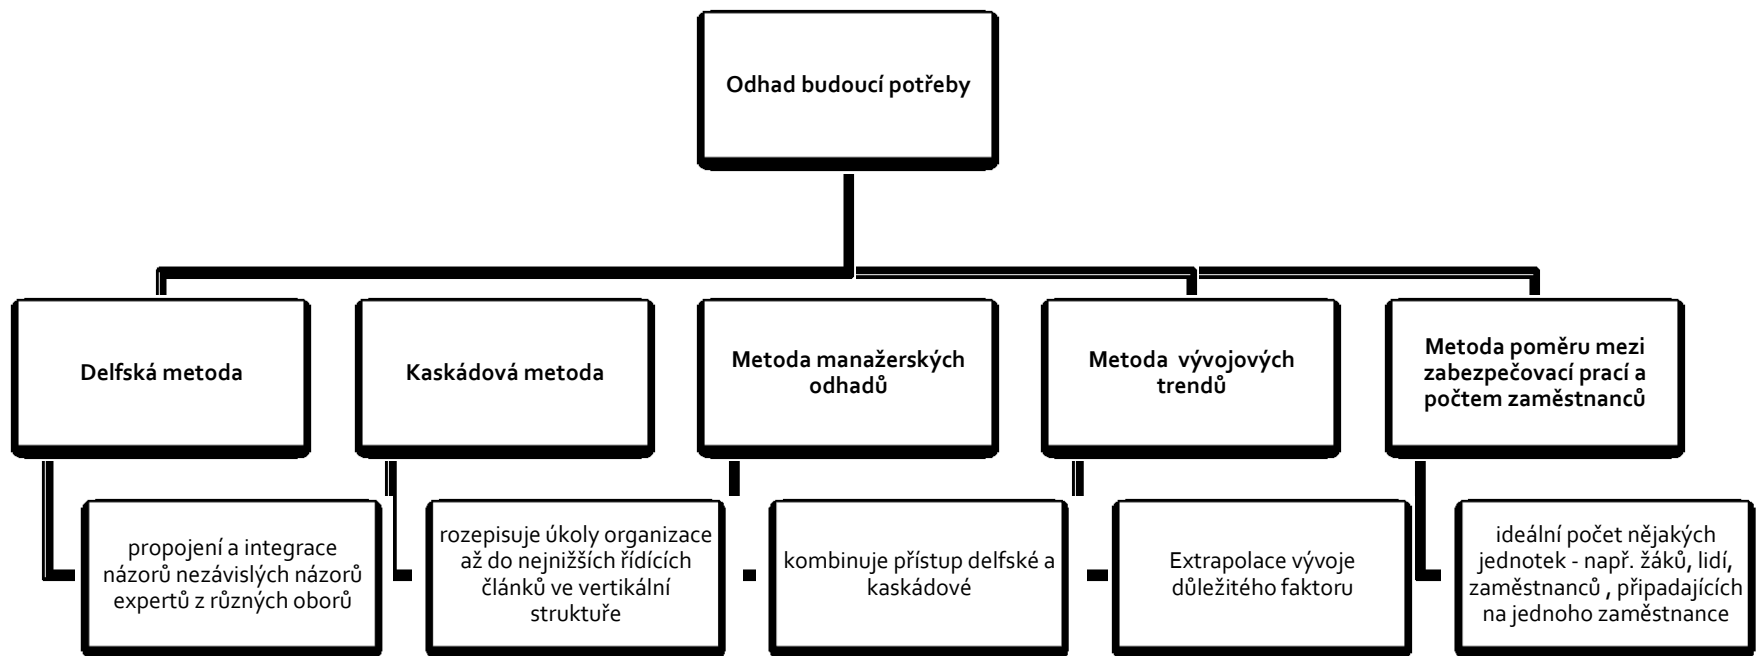 Odhad budoucí potřeby
Delfská metoda
Kaskádová metoda
Metoda manažerských
odhadů
Metoda  vývojových
trendů
Metoda poměru mezi
zabezpečovací prací a
počtem zaměstnanců
propojení a integrace
názorů nezávislých názorů
expertů z různých oborů
rozepisuje úkoly organizace
až do nejnižších řídících
článků ve vertikální
struktuře
kombinuje přístup delfské a
kaskádové
Extrapolace vývoje
důležitého faktoru
ideální počet nějakých
jednotek - např. žáků, lidí,
zaměstnanců , připadajících
na jednoho zaměstnance